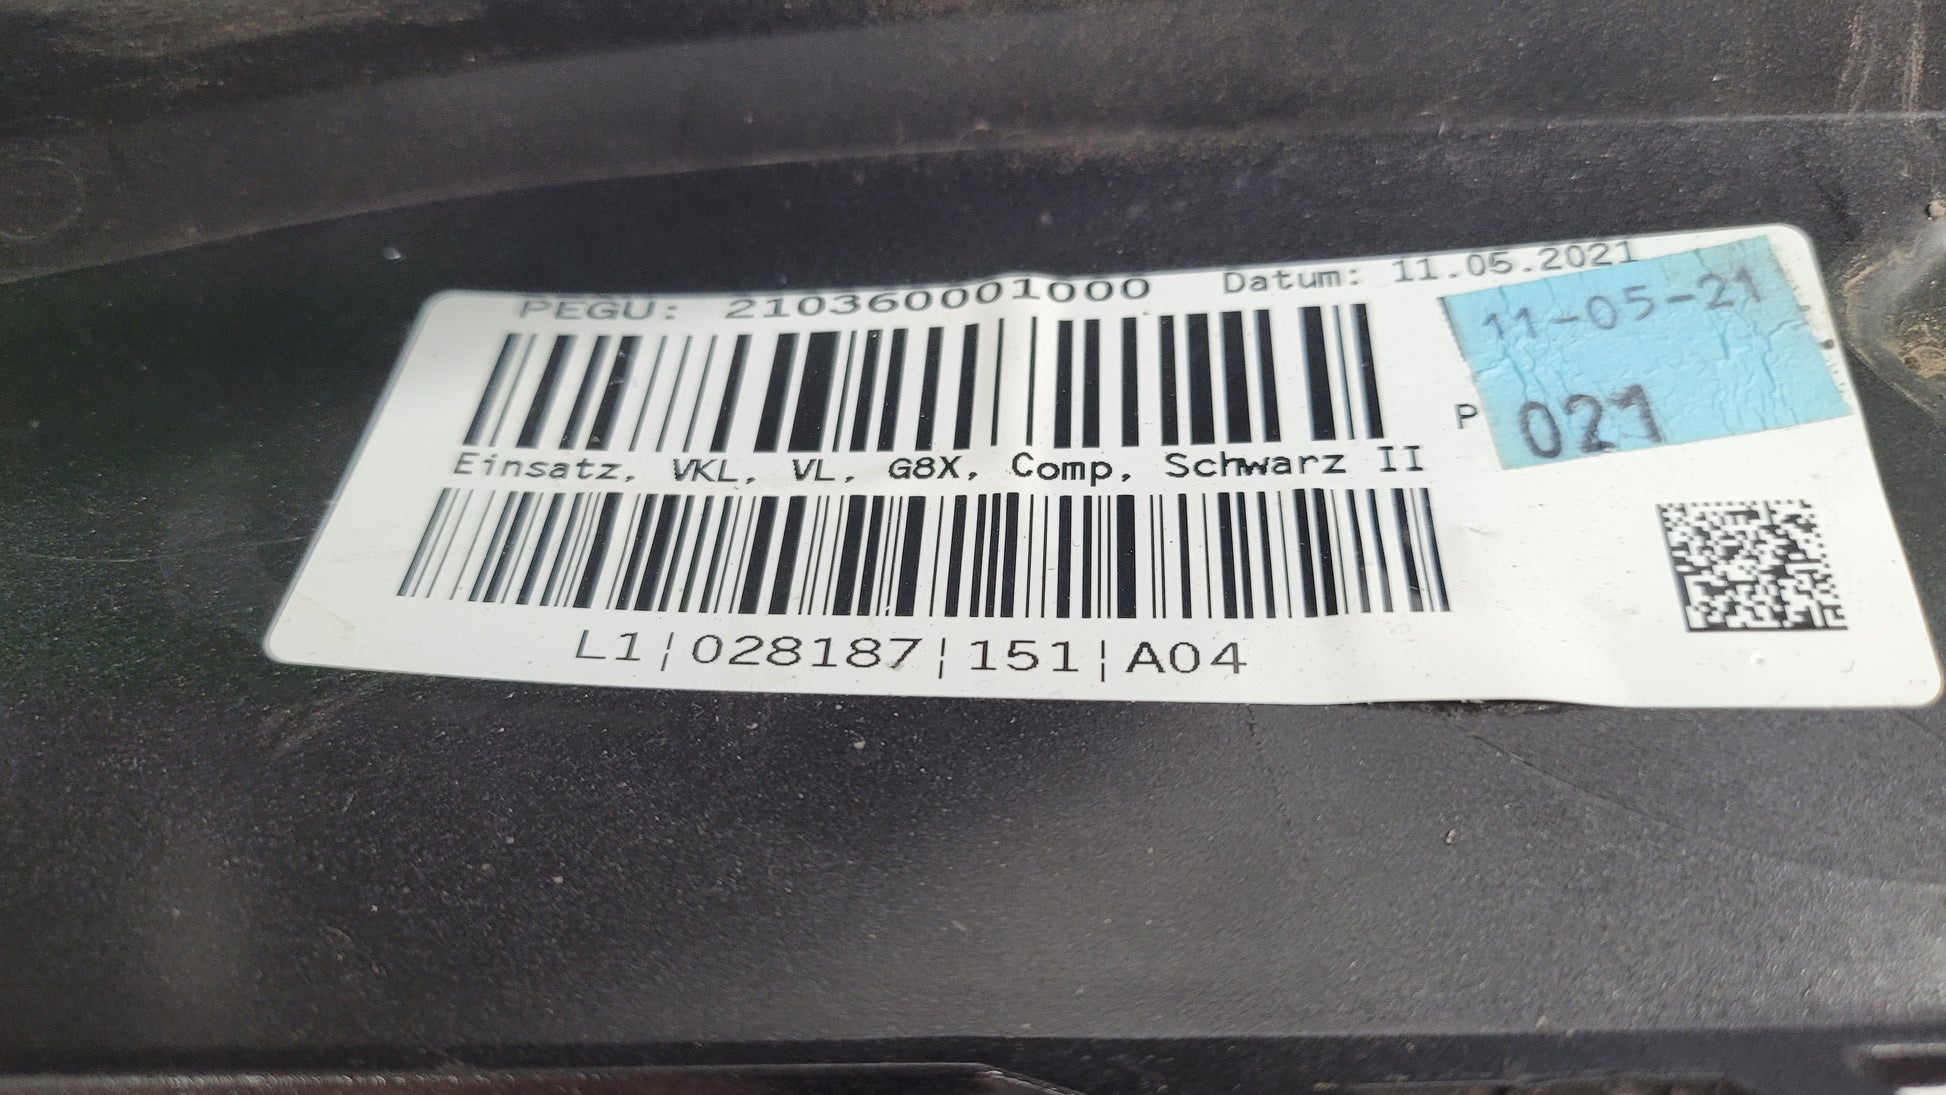 PEGU: 210360001000 Datum: 11.05.2021
11-05-21
P 021
Einsatz, VKL, VL, G8X, Comp, Schwarz II
L1¦028187¦151¦A04